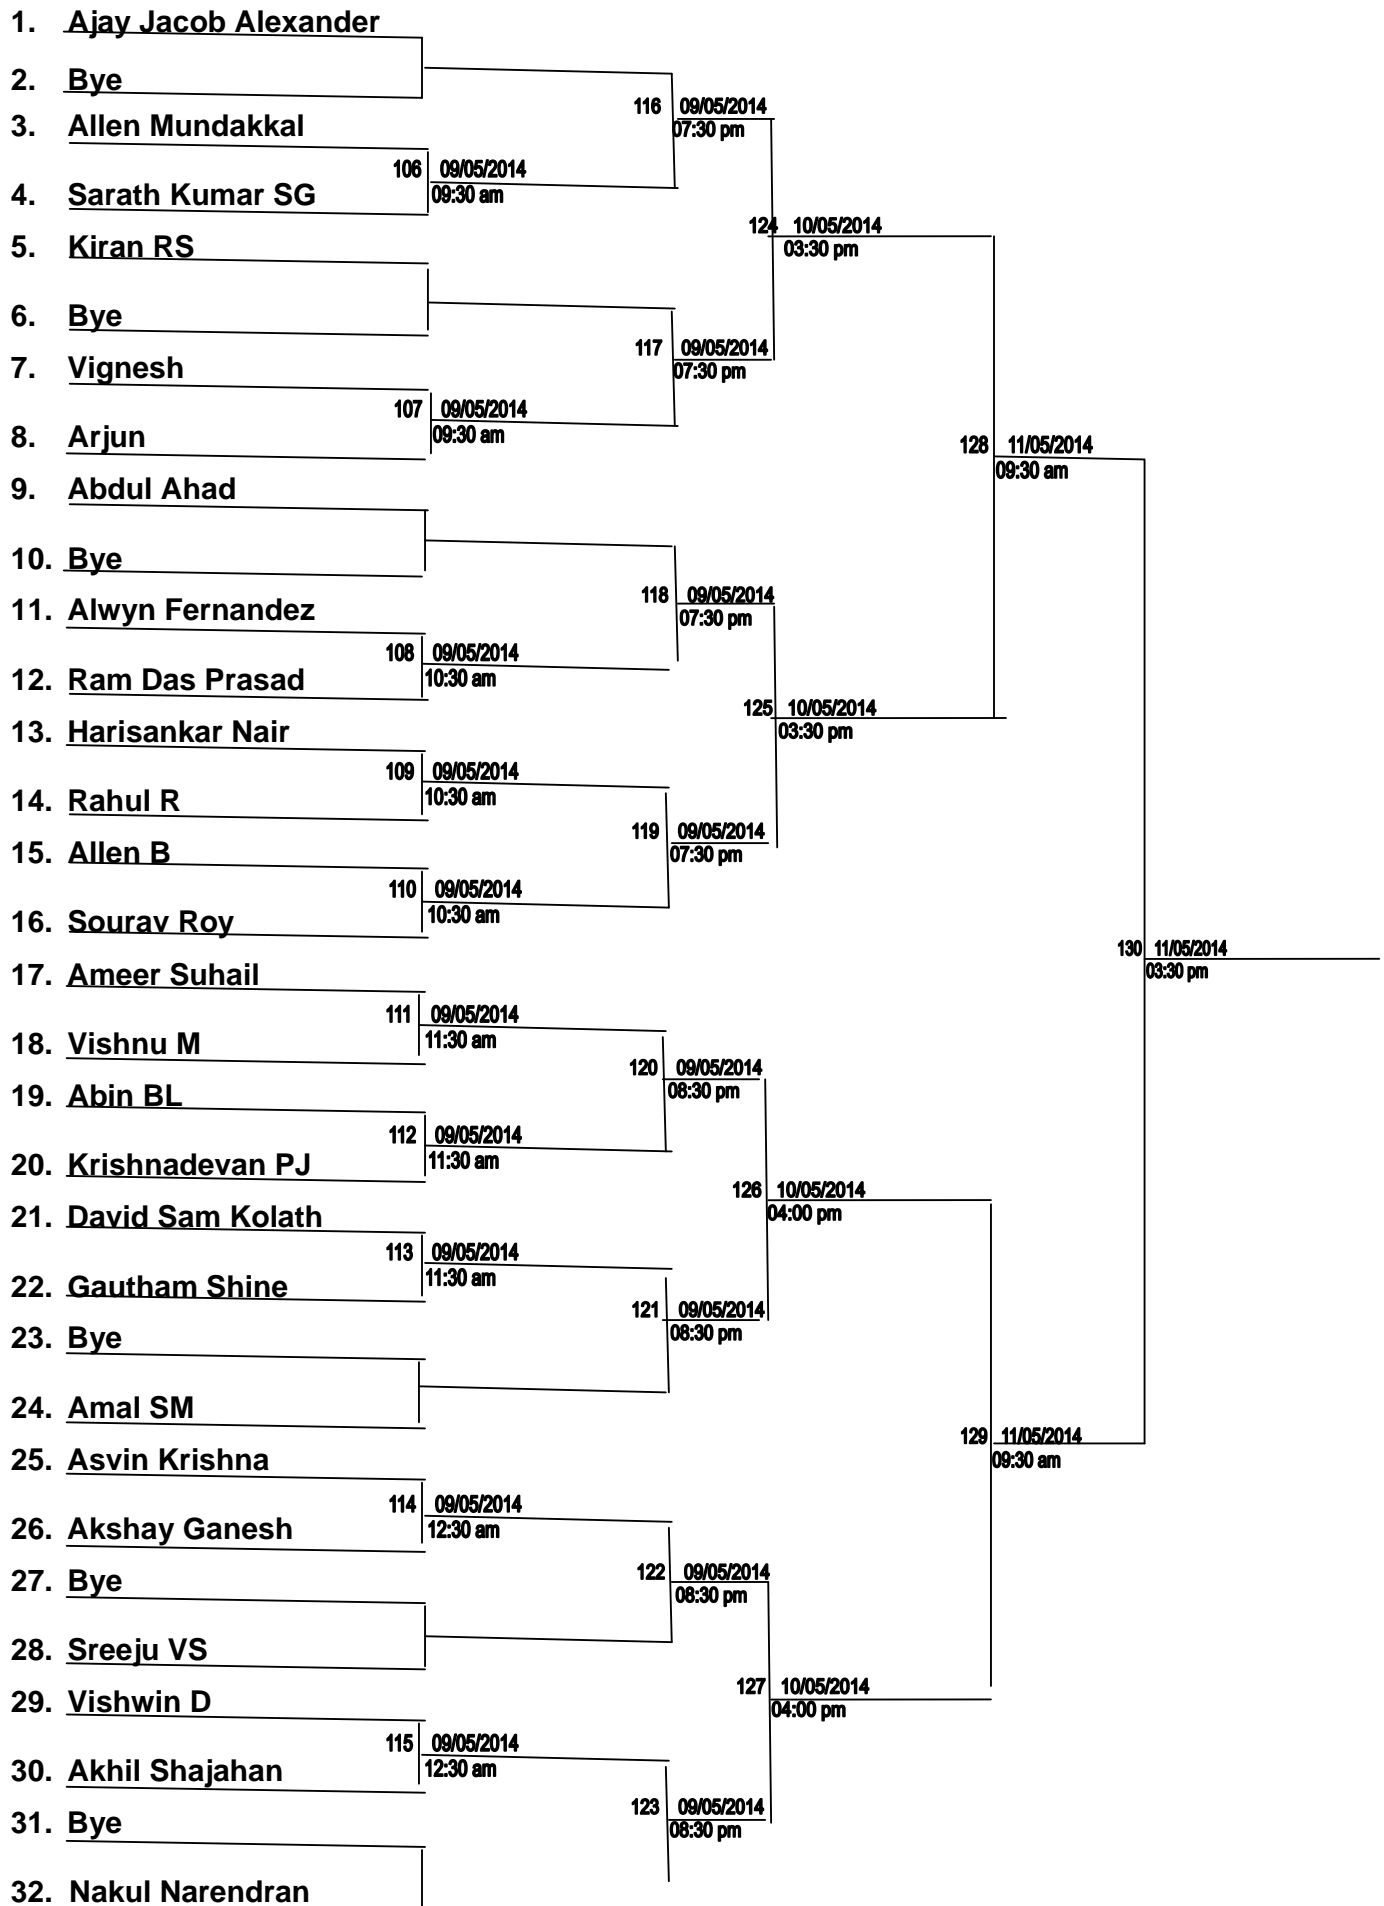 1. Ajay Jacob Alexander
2. Bye
116 09/05/2014
07:30 pm
3. Allen Mundakkal
106 09/05/2014
09:30 am
4. Sarath Kumar SG
124 10/05/2014
03:30 pm
5. Kiran RS
6. Bye
117 09/05/2014
07:30 pm
7. Vignesh
107 09/05/2014
09:30 am
8. Arjun
128 11/05/2014
09:30 am
9. Abdul Ahad
10. Bye
118 09/05/2014
07:30 pm
11. Alwyn Fernandez
108 09/05/2014
10:30 am
12. Ram Das Prasad
125 10/05/2014
03:30 pm
13. Harisankar Nair
109 09/05/2014
10:30 am
14. Rahul R
119 09/05/2014
07:30 pm
15. Allen B
110 09/05/2014
10:30 am
16. Sourav Roy
130 11/05/2014
03:30 pm
17. Ameer Suhail
111 09/05/2014
11:30 am
18. Vishnu M
120 09/05/2014
08:30 pm
19. Abin BL
112 09/05/2014
11:30 am
20. Krishnadevan PJ
126 10/05/2014
04:00 pm
21. David Sam Kolath
113 09/05/2014
11:30 am
22. Gautham Shine
121 09/05/2014
08:30 pm
23. Bye
24. Amal SM
129 11/05/2014
09:30 am
25. Asvin Krishna
114 09/05/2014
12:30 am
26. Akshay Ganesh
122 09/05/2014
08:30 pm
27. Bye
28. Sreeju VS
127 10/05/2014
04:00 pm
29. Vishwin D
115 09/05/2014
12:30 am
30. Akhil Shajahan
123 09/05/2014
08:30 pm
31. Bye
32. Nakul Narendran